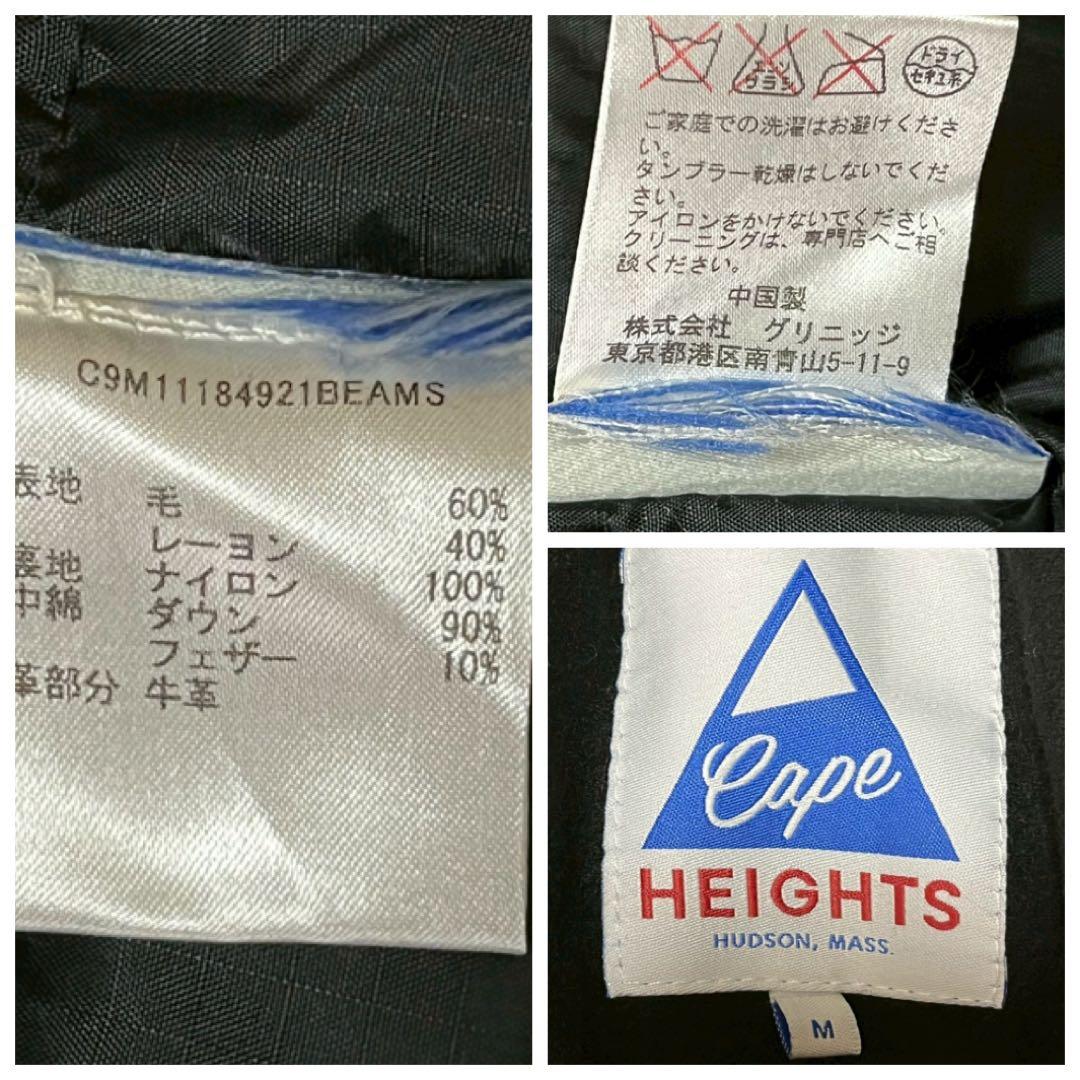 C9M11184921BEAMS
表地 毛 60%
レーヨン 40%
裏地 ナイロン 100%
中綿 ダウン 90%
フェザー 10%
革部分 牛革
エンソ
グラシ
ドライ
セキユ系
ご家庭での洗濯はお避けくださ
い。
タンブラー乾燥はしないでくだ
さい。
アイロンをかけないでください。
クリーニングは、専門店へご相
談ください。
中国製
株式会社 グリニッジ
東京都港区南青山5-11-9
Cape
HEIGHTS
HUDSON, MASS.
M